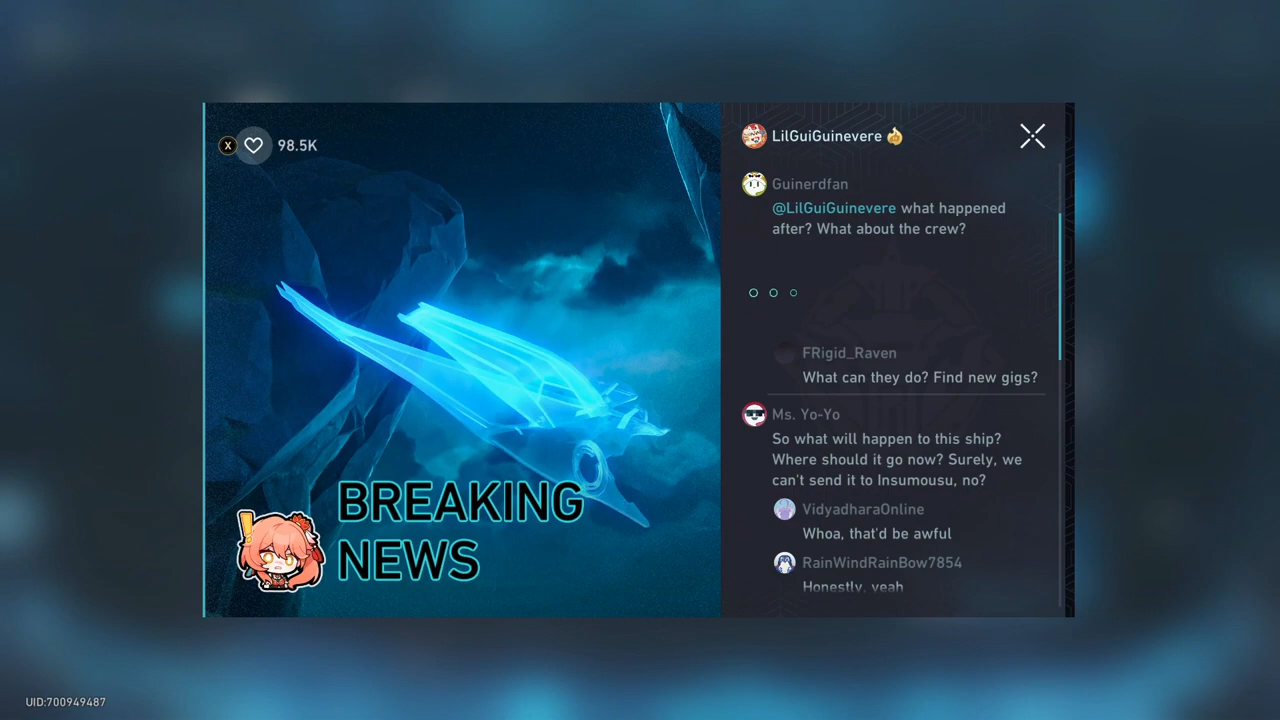 X
98.5K
BREAKING
NEWS
LilGuiGuinevere
Guinerdfan
@LilGuiGuinevere what happened
after? What about the crew?
FRigid_Raven
What can they do? Find new gigs?
Ms. Yo-Yo
So what will happen to this ship?
Where should it go now? Surely, we
can't send it to Insumousu, no?
VidyadharaOnline
Whoa, that'd be awful
RainWindRainBow7854
Honestly, yeah
UID:700949487